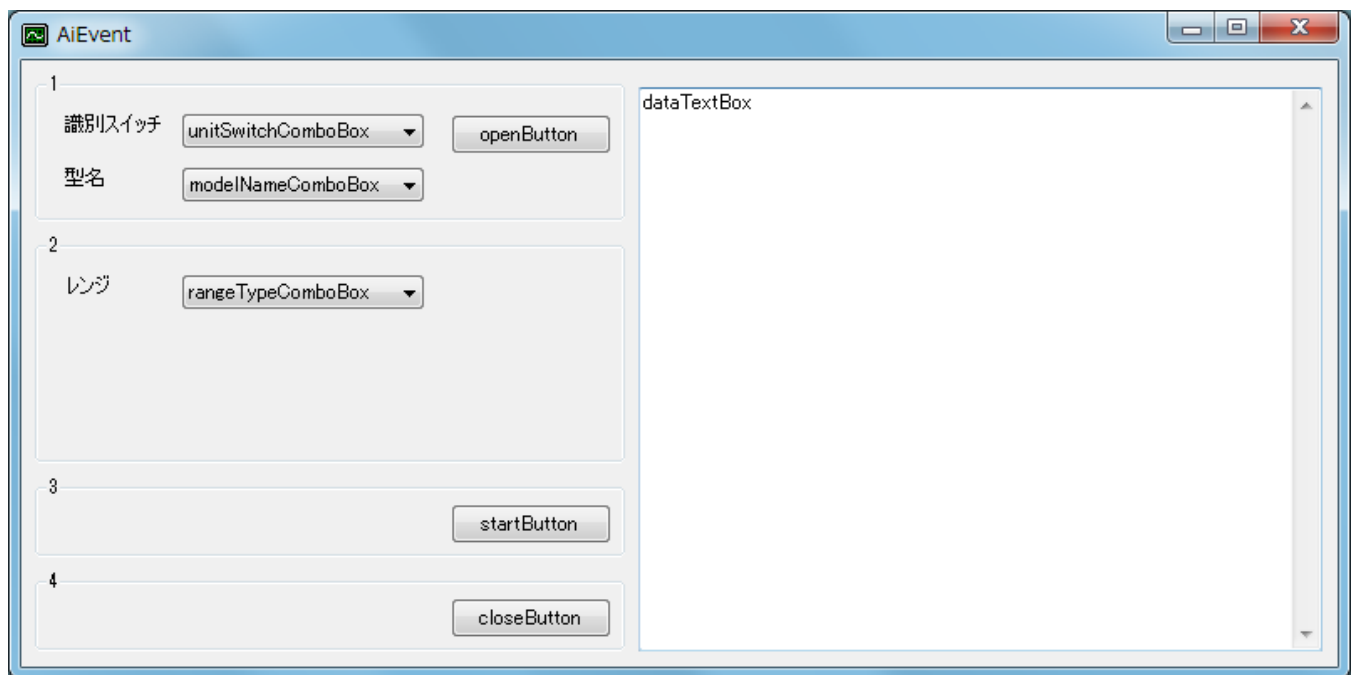 AiEvent
1
識別スイッチ
unitSwitchComboBox
openButton
型名
modelNameComboBox
2
レンジ
rangeTypeComboBox
3
startButton
4
closeButton
dataTextBox